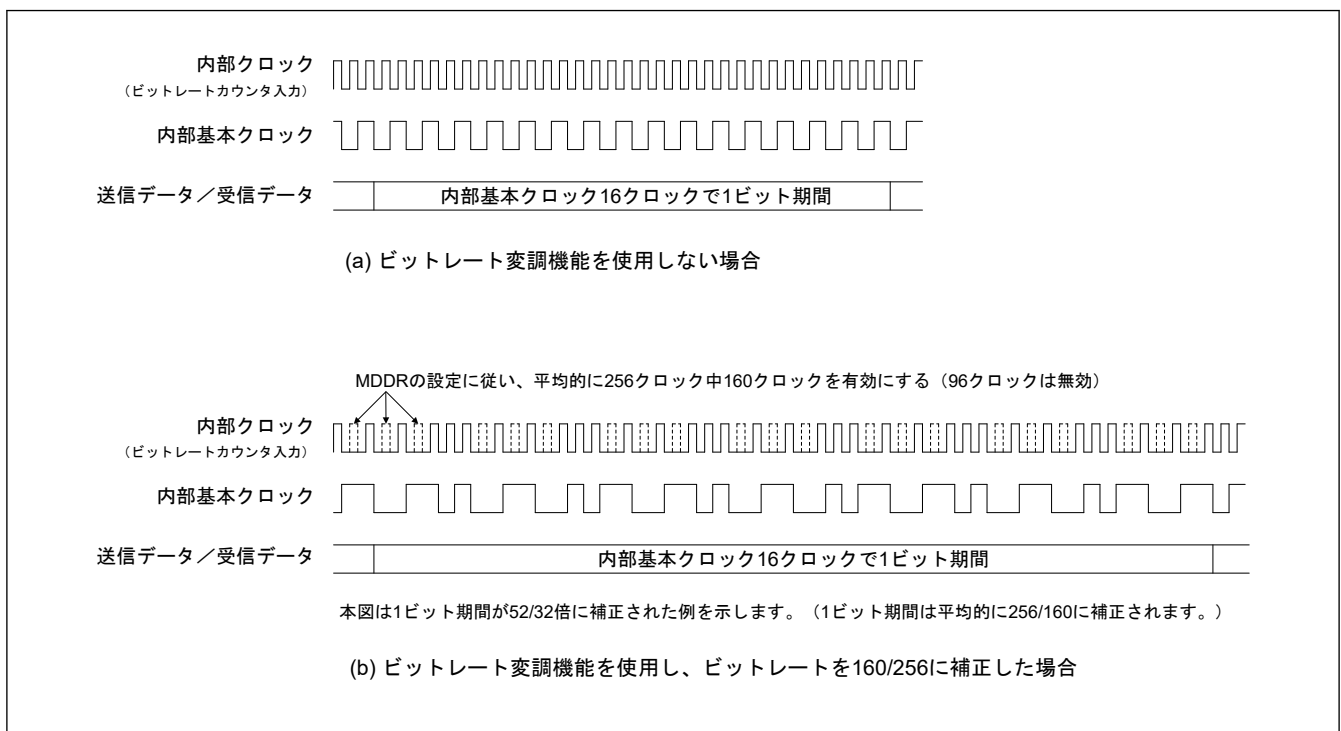 内部クロック
（ビットレートカウンタ入力）
内部基本クロック
送信データ／受信データ
内部基本クロック16クロックで1ビット期間
(a) ビットレート変調機能を使用しない場合
MDDRの設定に従い、平均的に256クロック中160クロックを有効にする（96クロックは無効）
内部クロック
（ビットレートカウンタ入力）
内部基本クロック
送信データ／受信データ
内部基本クロック16クロックで1ビット期間
本図は1ビット期間が52/32倍に補正された例を示します。（1ビット期間は平均的に256/160に補正されます。）
(b) ビットレート変調機能を使用し、ビットレートを160/256に補正した場合